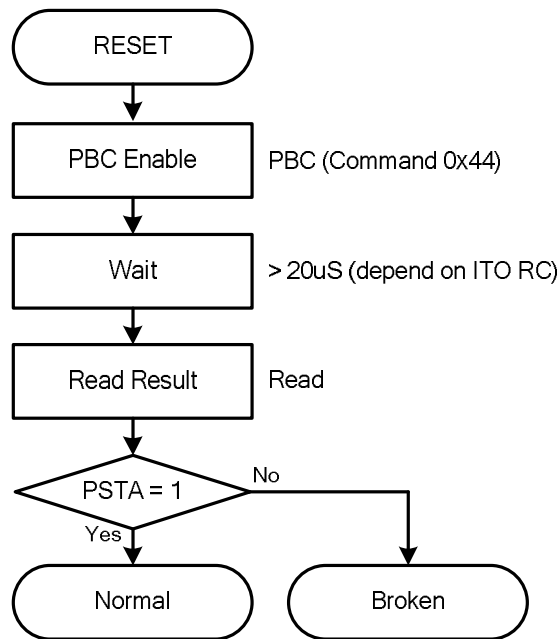 RESET
PBC Enable
PBC (Command 0x44)
Wait
> 20uS (depend on ITO RC)
Read Result
Read
PSTA = 1
No
Yes
Normal
Broken